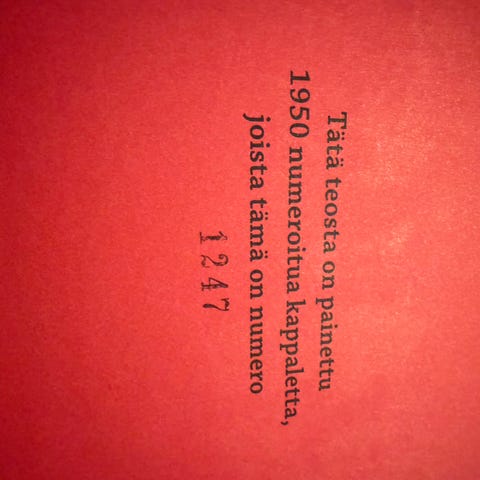 Tätä teosta on painettu
1950 numeroitua kappaletta,
joista tämä on numero
1247